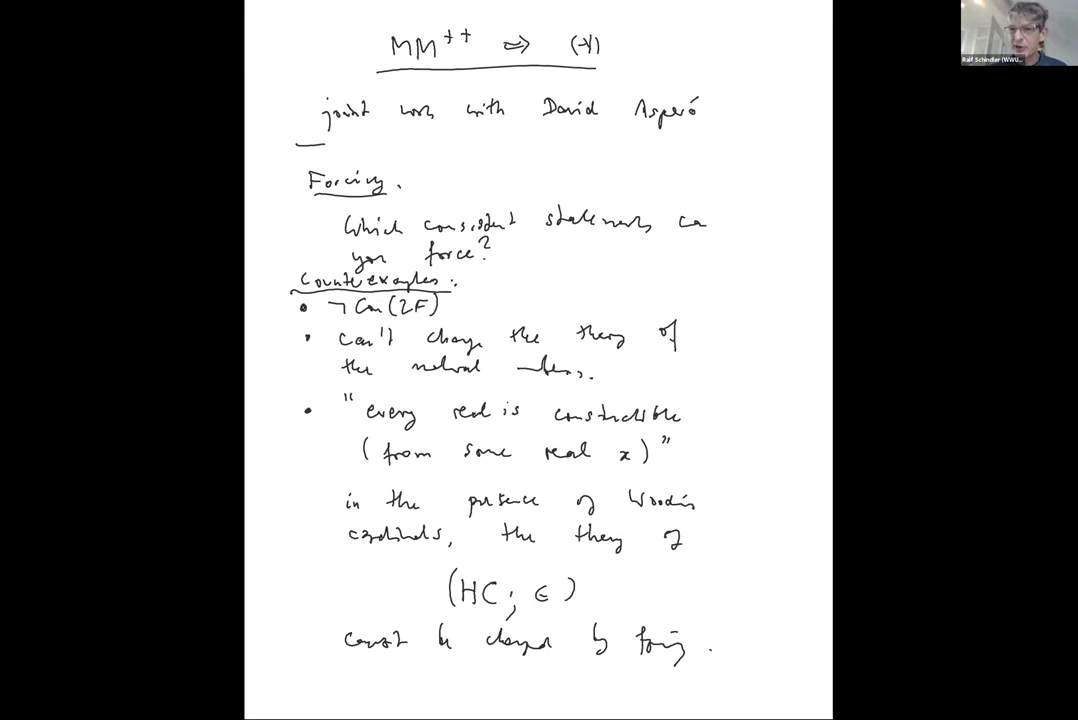 MM++ ⇒ (*)
joint work with David Asperó
Forcing.
Which consistent statements can
you force?
Counterexamples:
• ¬ Con(ZF)
• can't change the theory of
the natural numbers.
• "every real is constructible
(from some real x)"
in the presence of Woodin
cardinals, the theory of
(HC; ∈)
cannot be changed by forcing.
Ralf Schindler (WWU...